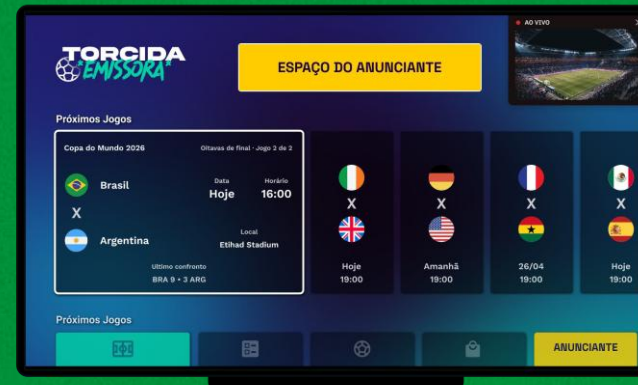 TORCIDA
"EMISSORA"
ESPAÇO DO ANUNCIANTE
AO VIVO
Próximos Jogos
Copa do Mundo 2026
Oitavas de final · Jogo 2 de 2
Brasil
Data
Horário
Hoje
16:00
X
Argentina
Local
Etihad Stadium
Ultimo confronto
BRA 9 • 3 ARG
X
Hoje
19:00
X
Amanhã
19:00
X
26/04
19:00
X
Hoje
19:00
Próximos Jogos
ANUNCIANTE